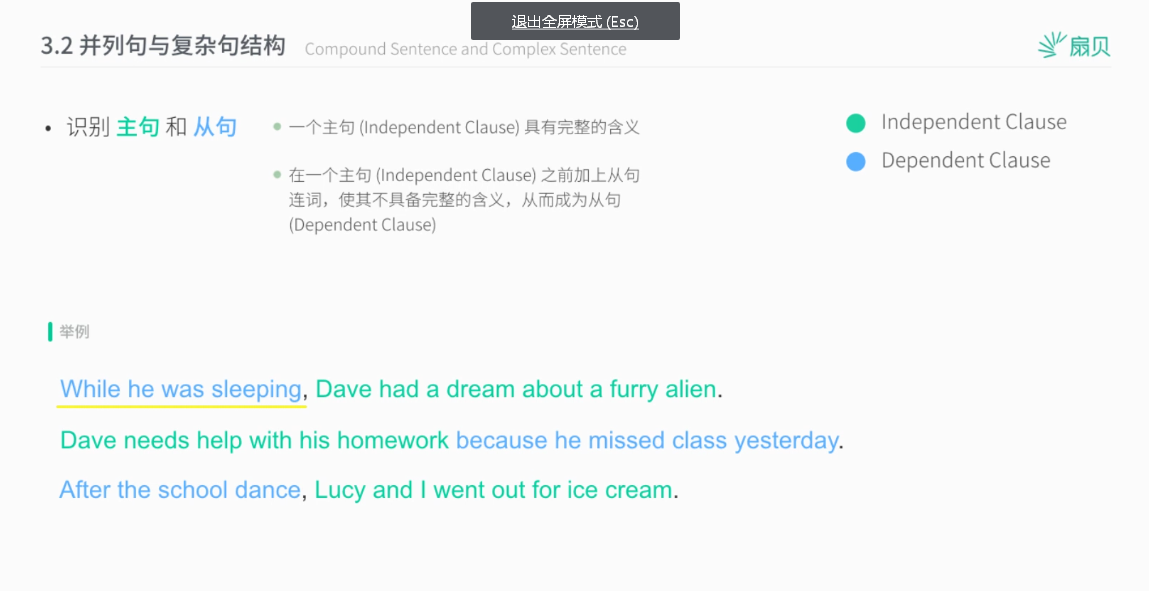 退出全屏模式 (Esc)
3.2 并列句与复杂句结构 Compound Sentence and Complex Sentence
扇贝
• 识别 主句 和 从句
一个主句 (Independent Clause) 具有完整的含义
在一个主句 (Independent Clause) 之前加上从句
连词，使其不具备完整的含义，从而成为从句
(Dependent Clause)
Independent Clause
Dependent Clause
举例
While he was sleeping, Dave had a dream about a furry alien.
Dave needs help with his homework because he missed class yesterday.
After the school dance, Lucy and I went out for ice cream.